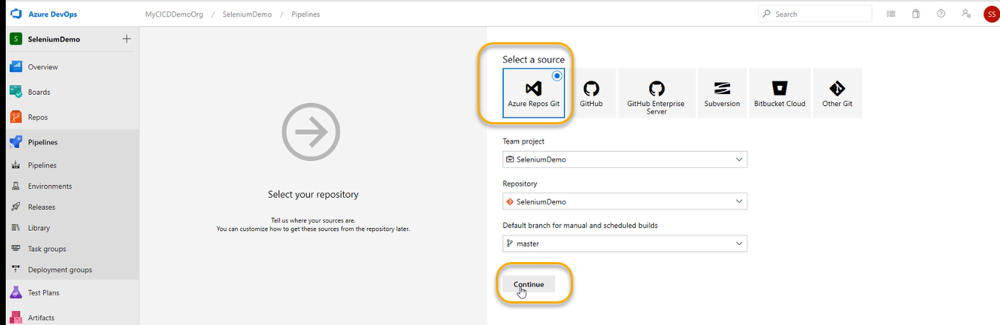 Azure DevOps
MyCICDDemoOrg / SeleniumDemo / Pipelines
Search
SS
S SeleniumDemo +
Overview
Boards
Repos
Pipelines
Pipelines
Environments
Releases
Library
Task groups
Deployment groups
Test Plans
Artifacts
Select your repository
Tell us where your sources are.
You can customize how to get these sources from the repository later.
Select a source
Azure Repos Git
GitHub
GitHub Enterprise
Server
Subversion
Bitbucket Cloud
Other Git
Team project
SeleniumDemo
Repository
SeleniumDemo
Default branch for manual and scheduled builds
master
Continue